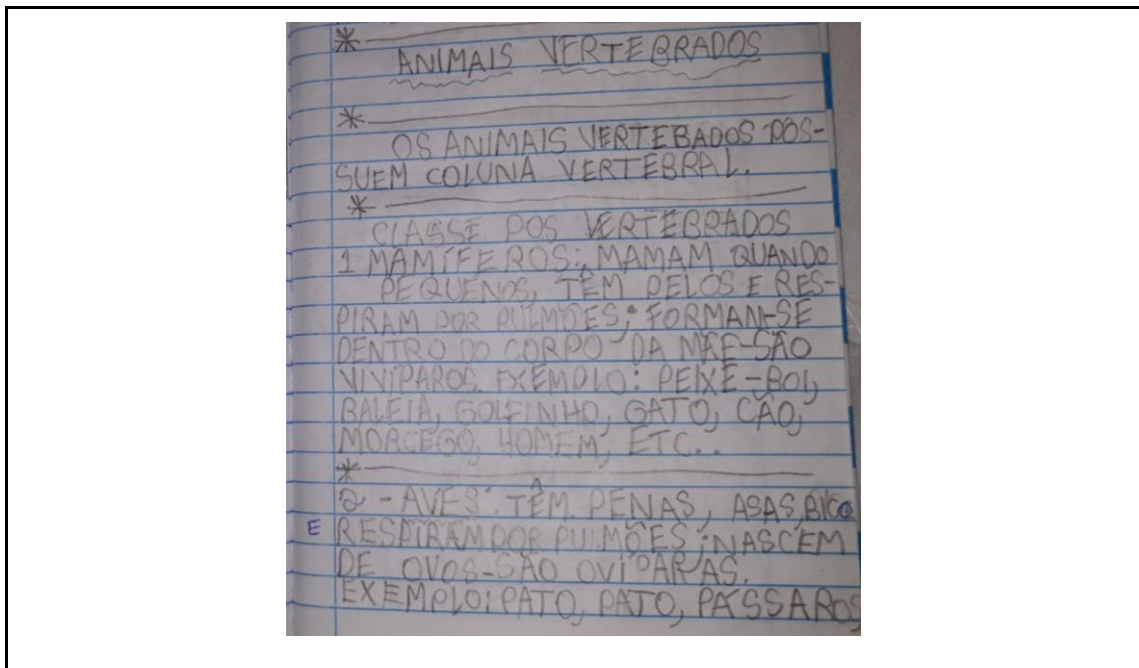 ANIMAIS VERTEBRADOS
OS ANIMAIS VERTEBADOS POS-
SUEM COLUNA VERTEBRAL.
CLASSE DOS VERTEBRADOS
1 MAMÍFEROS: MAMAM QUANDO
PEQUENOS, TÊM PELOS E RES-
PIRAM POR PULMÕES; FORMAM-SE
DENTRO DO CORPO DA MÃE-SÃO
VIVÍPAROS. EXEMPLO: PEIXE-BOI,
BALEIA, GOLFINHO, GATO, CÃO,
MORCEGO, HOMEM, ETC..
2 - AVES: TÊM PENAS, ASAS, BICO
E RESPIRAM POR PULMÕES; NASCEM
DE OVOS-SÃO OVÍPARAS.
EXEMPLO: PATO, PATO, PÁSSAROS